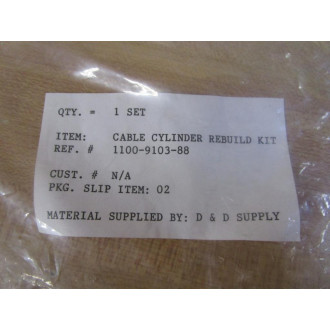 QTY. = 1 SET
ITEM: CABLE CYLINDER REBUILD KIT
REF. # 1100-9103-88
CUST. # N/A
PKG. SLIP ITEM: 02
MATERIAL SUPPLIED BY: D & D SUPPLY